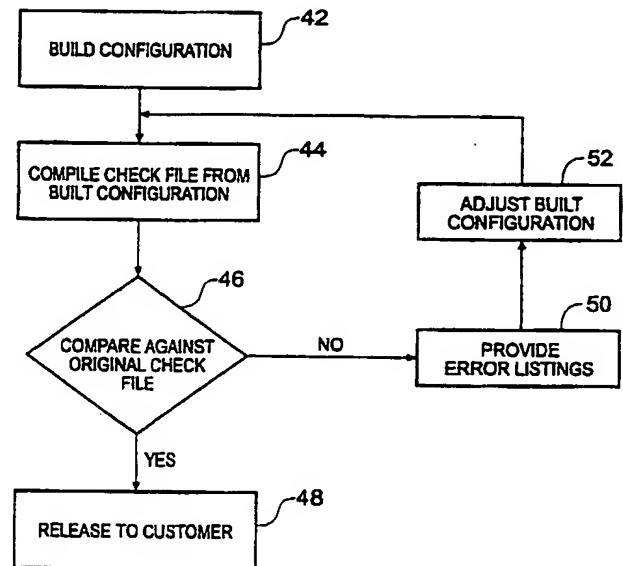 BUILD CONFIGURATION
42
COMPILE CHECK FILE FROM
BUILT CONFIGURATION
44
ADJUST BUILT
CONFIGURATION
52
46
COMPARE AGAINST
ORIGINAL CHECK
FILE
NO
PROVIDE
ERROR LISTINGS
50
YES
RELEASE TO CUSTOMER
48